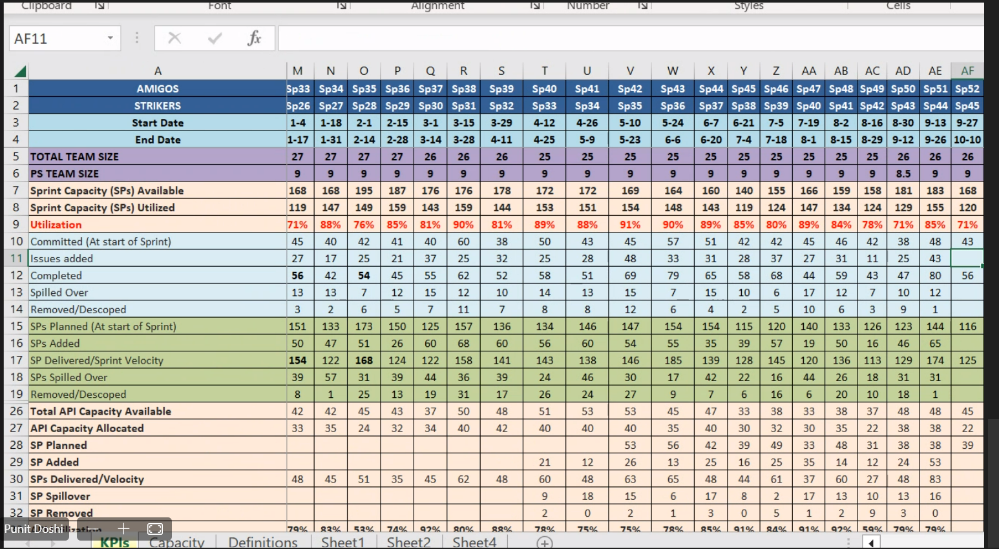 Clipboard Font Alignment Number Styles Cells
AF11 fx
A M N O P Q R S T U V W X Y Z AA AB AC AD AE AF
1 AMIGOS Sp33 Sp34 Sp35 Sp36 Sp37 Sp38 Sp39 Sp40 Sp41 Sp42 Sp43 Sp44 Sp45 Sp46 Sp47 Sp48 Sp49 Sp50 Sp51 Sp52
2 STRIKERS Sp26 Sp27 Sp28 Sp29 Sp30 Sp31 Sp32 Sp33 Sp34 Sp35 Sp36 Sp37 Sp38 Sp39 Sp40 Sp41 Sp42 Sp43 Sp44 Sp45
3 Start Date 1-4 1-18 2-1 2-15 3-1 3-15 3-29 4-12 4-26 5-10 5-24 6-7 6-21 7-5 7-19 8-2 8-16 8-30 9-13 9-27
4 End Date 1-17 1-31 2-14 2-28 3-14 3-28 4-11 4-25 5-9 5-23 6-6 6-20 7-4 7-18 8-1 8-15 8-29 9-12 9-26 10-10
5 TOTAL TEAM SIZE 27 27 27 27 26 26 26 25 25 25 25 25 25 25 25 25 25 26 26 26
6 PS TEAM SIZE 9 9 9 9 9 9 9 9 9 9 9 9 9 9 9 9 9 8.5 9 9
7 Sprint Capacity (SPs) Available 168 168 195 187 176 176 178 172 172 169 164 160 140 155 166 159 158 181 183 168
8 Sprint Capacity (SPs) Utilized 119 147 149 159 143 159 144 153 151 154 148 143 119 124 147 134 124 129 155 120
9 Utilization 71% 88% 76% 85% 81% 90% 81% 89% 88% 91% 90% 89% 85% 80% 89% 84% 78% 71% 85% 71%
10 Committed (At start of Sprint) 45 40 42 41 40 60 38 50 43 45 57 51 42 42 45 46 42 38 48 43
11 Issues added 27 17 25 21 37 25 32 25 28 48 33 31 28 37 27 31 11 25 43
12 Completed 56 42 54 45 55 62 52 58 51 69 79 65 58 68 44 59 43 47 80 56
13 Spilled Over 13 13 7 12 15 12 10 14 13 15 7 15 10 6 17 12 7 10 12
14 Removed/Descoped 3 2 6 5 7 11 7 8 8 12 6 4 2 5 10 6 3 9 1
15 SPs Planned (At start of Sprint) 151 133 173 150 125 157 136 134 146 147 154 154 115 120 140 133 126 123 144 116
16 SPs Added 50 47 51 26 60 68 60 56 60 54 55 35 39 57 19 50 16 46 65
17 SP Delivered/Sprint Velocity 154 122 168 124 122 158 141 143 138 146 185 139 128 145 120 136 113 129 174 125
18 SPs Spilled Over 39 57 31 39 44 36 39 24 46 30 17 42 22 16 44 26 18 31 31
19 Removed/Descoped 8 1 25 13 19 31 17 26 24 27 9 7 6 16 6 20 10 18 1
26 Total API Capacity Available 42 42 45 43 37 50 48 51 53 53 45 47 33 38 33 38 37 48 48 45
27 API Capacity Allocated 33 35 24 32 34 40 42 40 40 40 35 40 30 32 30 35 22 38 38 22
28 SP Planned 53 56 42 39 49 33 48 31 38 38 39
29 SP Added 21 12 26 13 25 16 25 35 14 12 24 53
30 SPs Delivered/Velocity 48 45 51 35 45 62 48 60 48 63 65 48 44 61 37 60 27 48 83
31 SP Spillover 9 18 15 6 17 8 2 17 13 10 13 16
32 SP Removed 2 0 2 1 3 0 5 1 2 9 3 0
79% 83% 53% 74% 92% 80% 88% 78% 75% 75% 78% 85% 91% 84% 91% 92% 59% 79% 79%
Punit Doshi
KPIs Capacity Definitions Sheet1 Sheet2 Sheet4